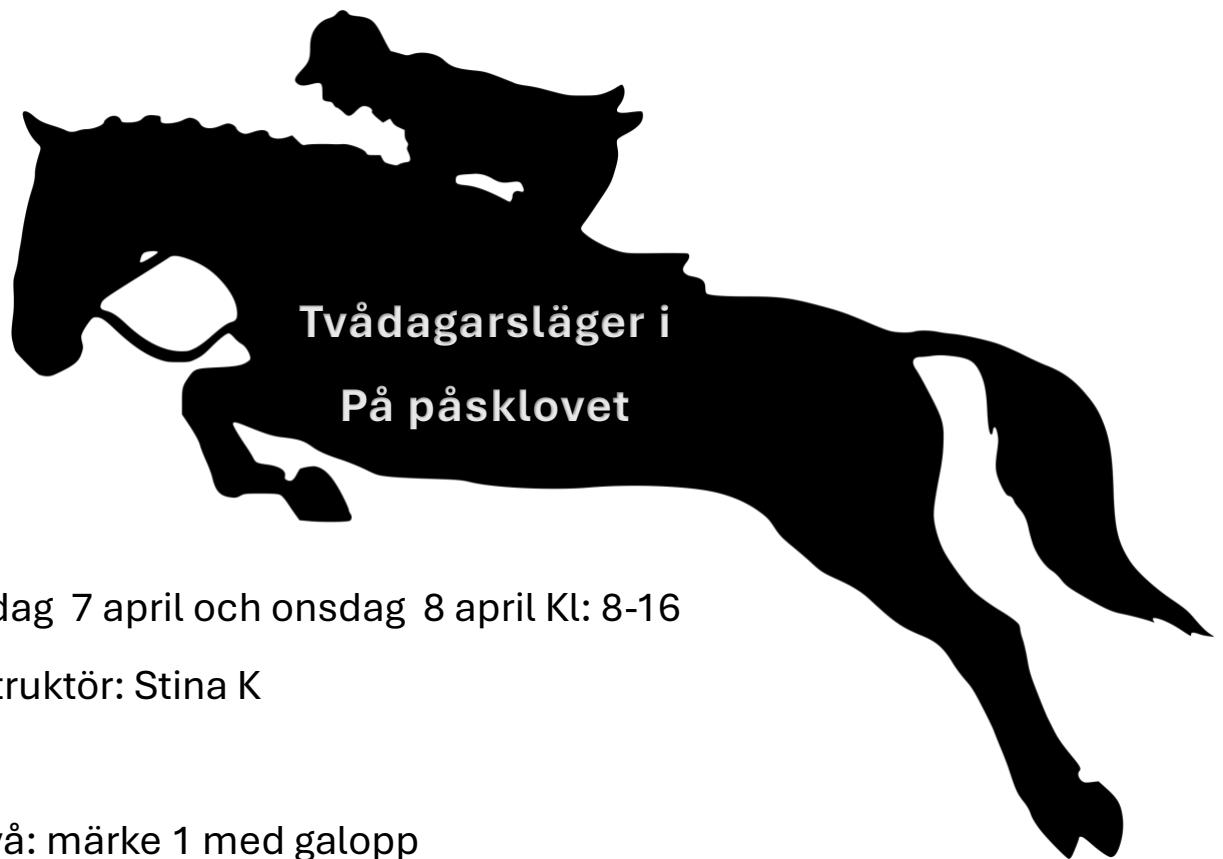 Tvådagarsläger i
På påsklovet
dag 7 april och onsdag 8 april Kl: 8-16
truktör: Stina K
å: märke 1 med galopp